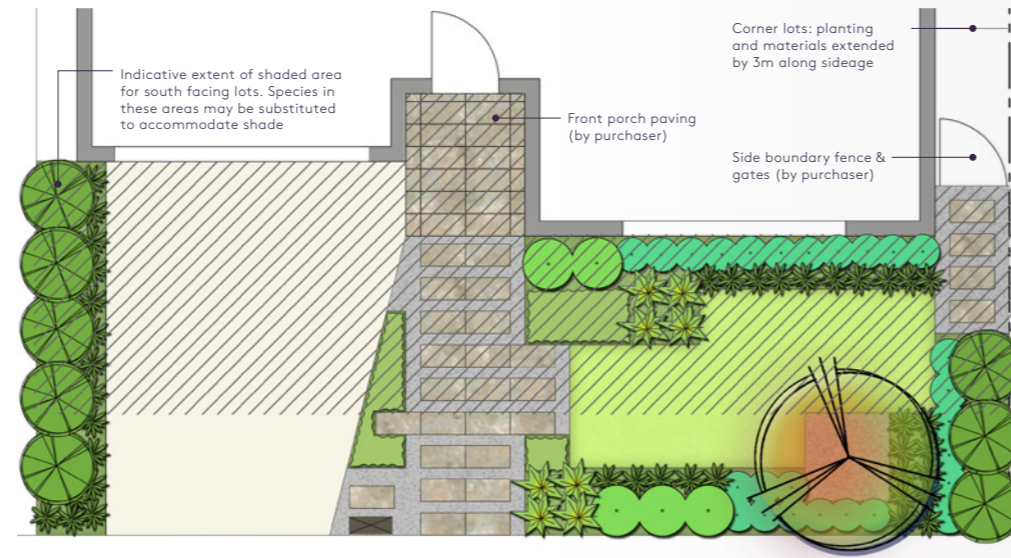 Indicative extent of shaded area
for south facing lots. Species in
these areas may be substituted
to accommodate shade
Front porch paving
(by purchaser)
Corner lots: planting
and materials extended
by 3m along sideage
Side boundary fence &
gates (by purchaser)